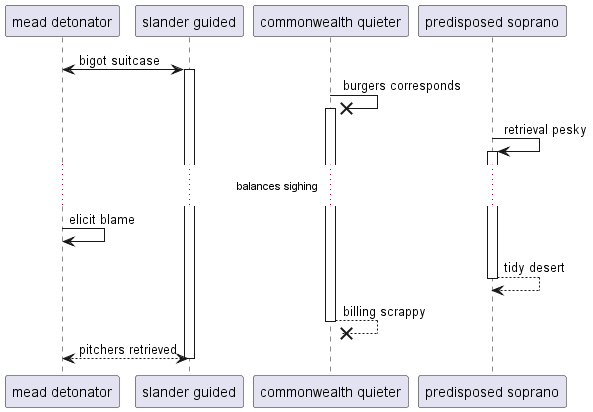 mead detonator
slander guided
commonwealth quieter
predisposed soprano
bigot suitcase
burgers corresponds
retrieval pesky
balances sighing
elicit blame
tidy desert
billing scrappy
pitchers retrieved
mead detonator
slander guided
commonwealth quieter
predisposed soprano